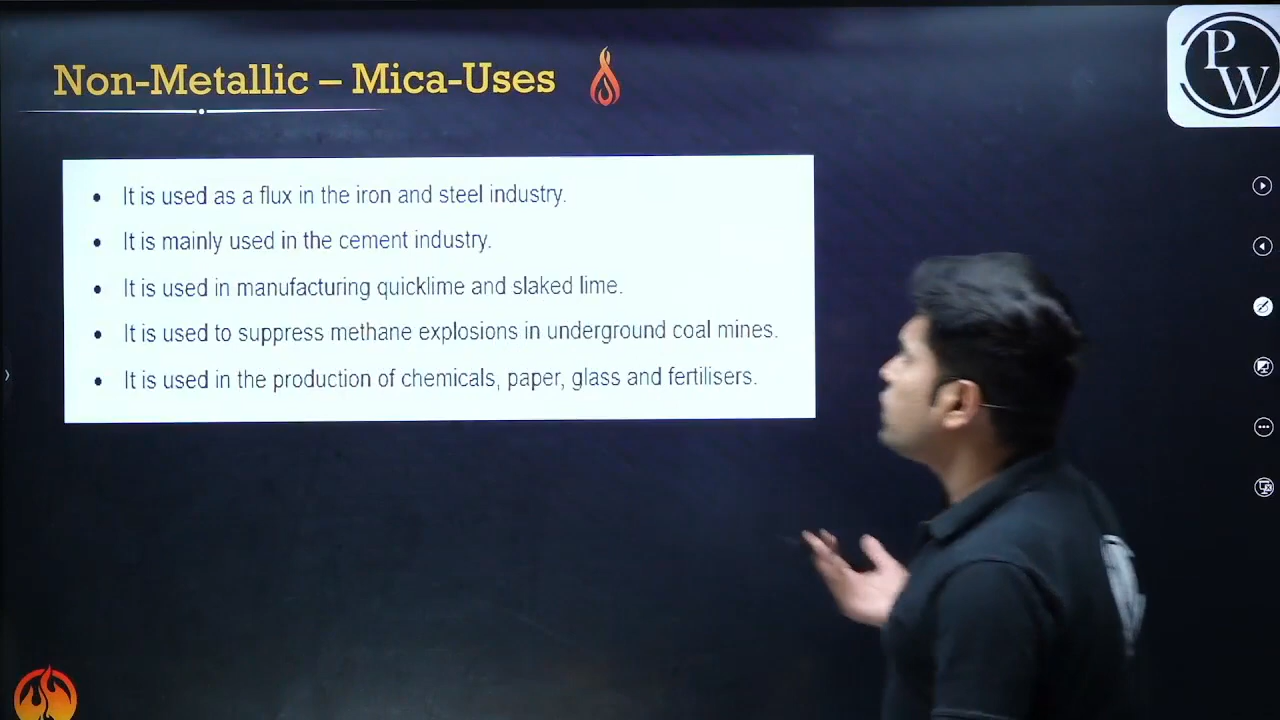 Non-Metallic – Mica-Uses
PW
• It is used as a flux in the iron and steel industry.
• It is mainly used in the cement industry.
• It is used in manufacturing quicklime and slaked lime.
• It is used to suppress methane explosions in underground coal mines.
• It is used in the production of chemicals, paper, glass and fertilisers.